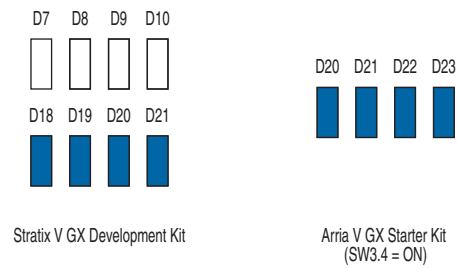 D7 D8 D9 D10
D18 D19 D20 D21
Stratix V GX Development Kit
D20 D21 D22 D23
Arria V GX Starter Kit
(SW3.4 = ON)